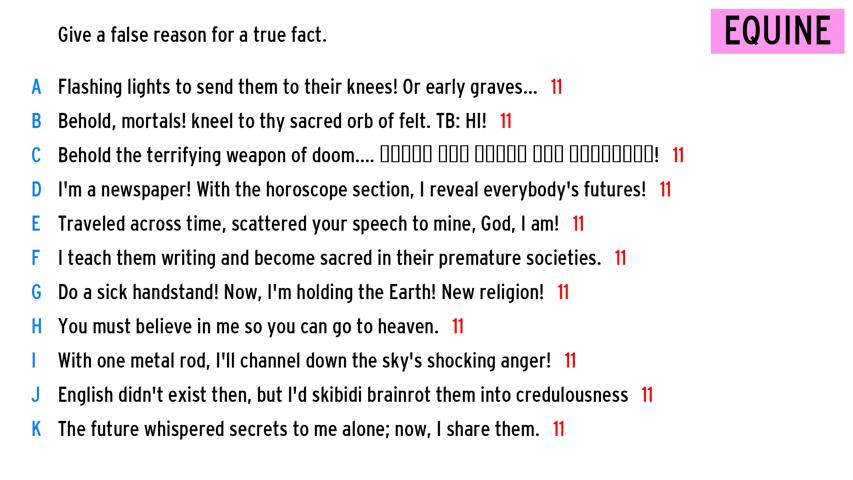 Give a false reason for a true fact.
EQUINE
A Flashing lights to send them to their knees! Or early graves... 11
B Behold, mortals! kneel to thy sacred orb of felt. TB: HI! 11
C Behold the terrifying weapon of doom.... ▯▯▯▯▯ ▯▯▯ ▯▯▯▯▯ ▯▯▯ ▯▯▯▯▯▯▯▯! 11
D I'm a newspaper! With the horoscope section, I reveal everybody's futures! 11
E Traveled across time, scattered your speech to mine, God, I am! 11
F I teach them writing and become sacred in their premature societies. 11
G Do a sick handstand! Now, I'm holding the Earth! New religion! 11
H You must believe in me so you can go to heaven. 11
I With one metal rod, I'll channel down the sky's shocking anger! 11
J English didn't exist then, but I'd skibidi brainrot them into credulousness 11
K The future whispered secrets to me alone; now, I share them. 11